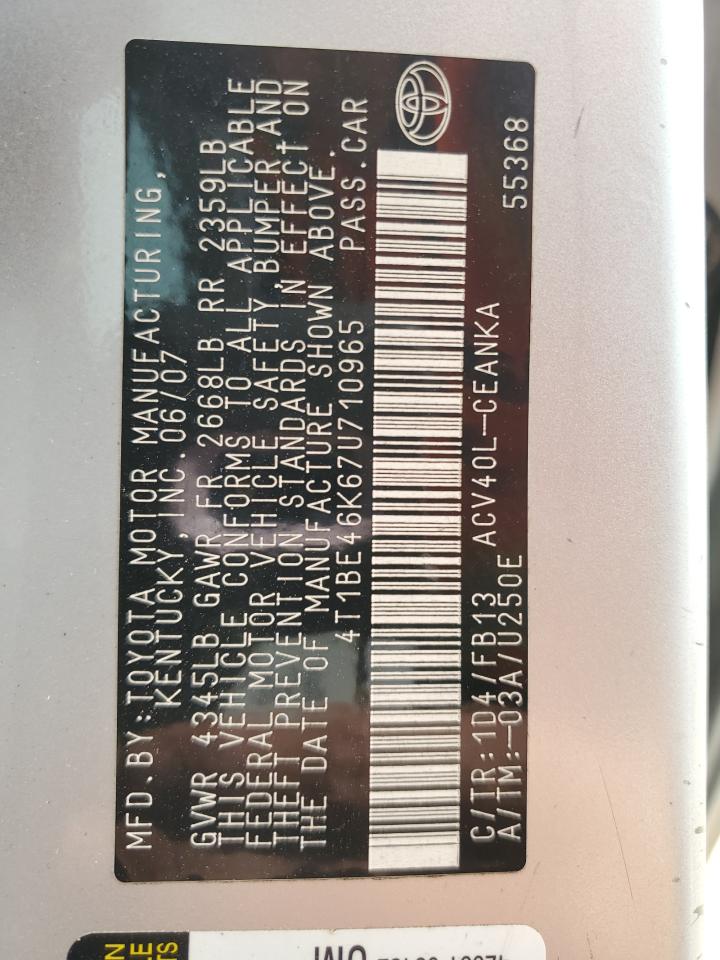 MFD.BY:TOYOTA MOTOR MANUFACTURING,
KENTUCKY,INC.06/07
GVWR 4345LB GAWR FR 2668LB RR 2359LB
THIS VEHICLE CONFORMS TO ALL APPLICABLE
FEDERAL MOTOR VEHICLE SAFETY,BUMPER,AND
THEFT PREVENTION STANDARDS IN EFFECT ON
THE DATE OF MANUFACTURE SHOWN ABOVE.
4T1BE46K67U710965 PASS.CAR
C/TR:1D4/FB13 ACV40L-CEANKA
A/TM:-03A/U250E 55368